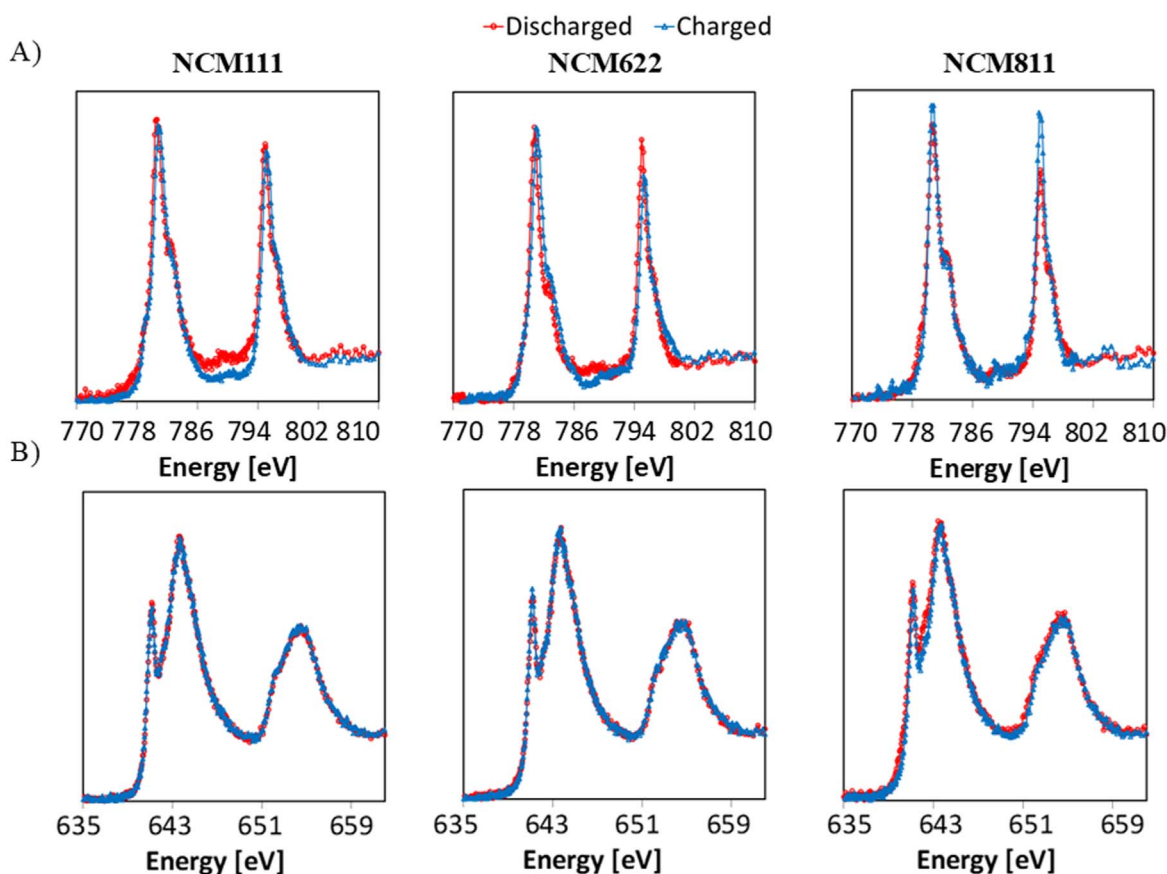 Discharged Charged
A)
NCM111 NCM622 NCM811
770 778 786 794 802 810 770 778 786 794 802 810 770 778 786 794 802 810
Energy [eV] Energy [eV] Energy [eV]
B)
635 643 651 659 635 643 651 659 635 643 651 659
Energy [eV] Energy [eV] Energy [eV]